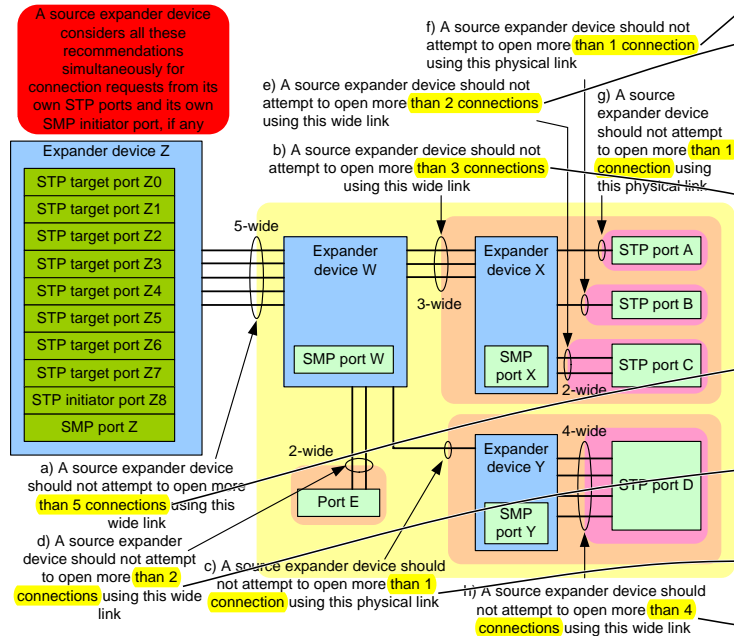 A source expander device
considers all these
recommendations
simultaneously for
connection requests from its
own STP ports and its own
SMP initiator port, if any
f) A source expander device should not
attempt to open more than 1 connection
using this physical link
e) A source expander device should not
attempt to open more than 2 connections
using this wide link
g) A source
expander device
should not attempt
to open more than 1
connection using
this physical link
b) A source expander device should not
attempt to open more than 3 connections
using this wide link
Expander device Z
STP target port Z0
STP target port Z1
STP target port Z2
STP target port Z3
STP target port Z4
STP target port Z5
STP target port Z6
STP target port Z7
STP initiator port Z8
SMP port Z
5-wide
Expander
device W
SMP port W
3-wide
Expander
device X
SMP
port X
STP port A
STP port B
STP port C
2-wide
2-wide
Port E
4-wide
Expander
device Y
SMP
port Y
STP port D
a) A source expander device
should not attempt to open more
than 5 connections using this
wide link
d) A source expander
device should not attempt
to open more than 2
connections using this wide
link
c) A source expander device should
not attempt to open more than 1
connection using this physical link
h) A source expander device should
not attempt to open more than 4
connections using this wide link